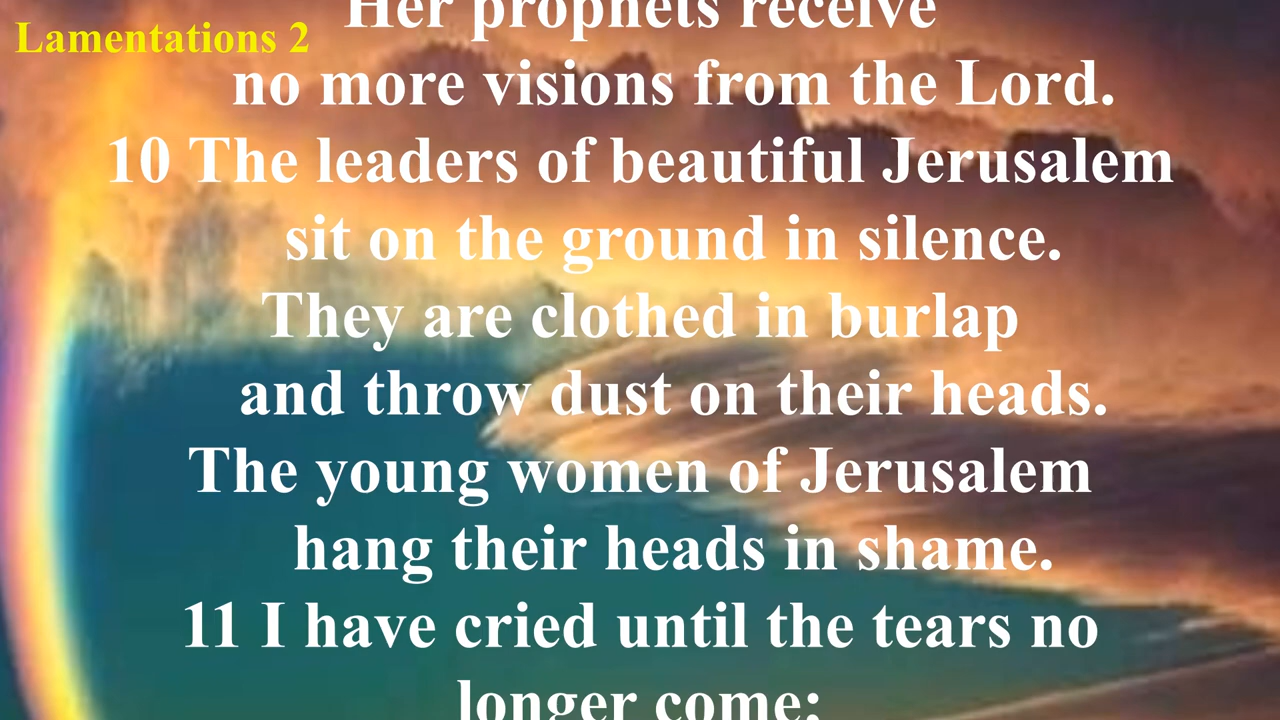 Lamentations 2
Her prophets receive
no more visions from the Lord.
10 The leaders of beautiful Jerusalem
sit on the ground in silence.
They are clothed in burlap
and throw dust on their heads.
The young women of Jerusalem
hang their heads in shame.
11 I have cried until the tears no
longer come;